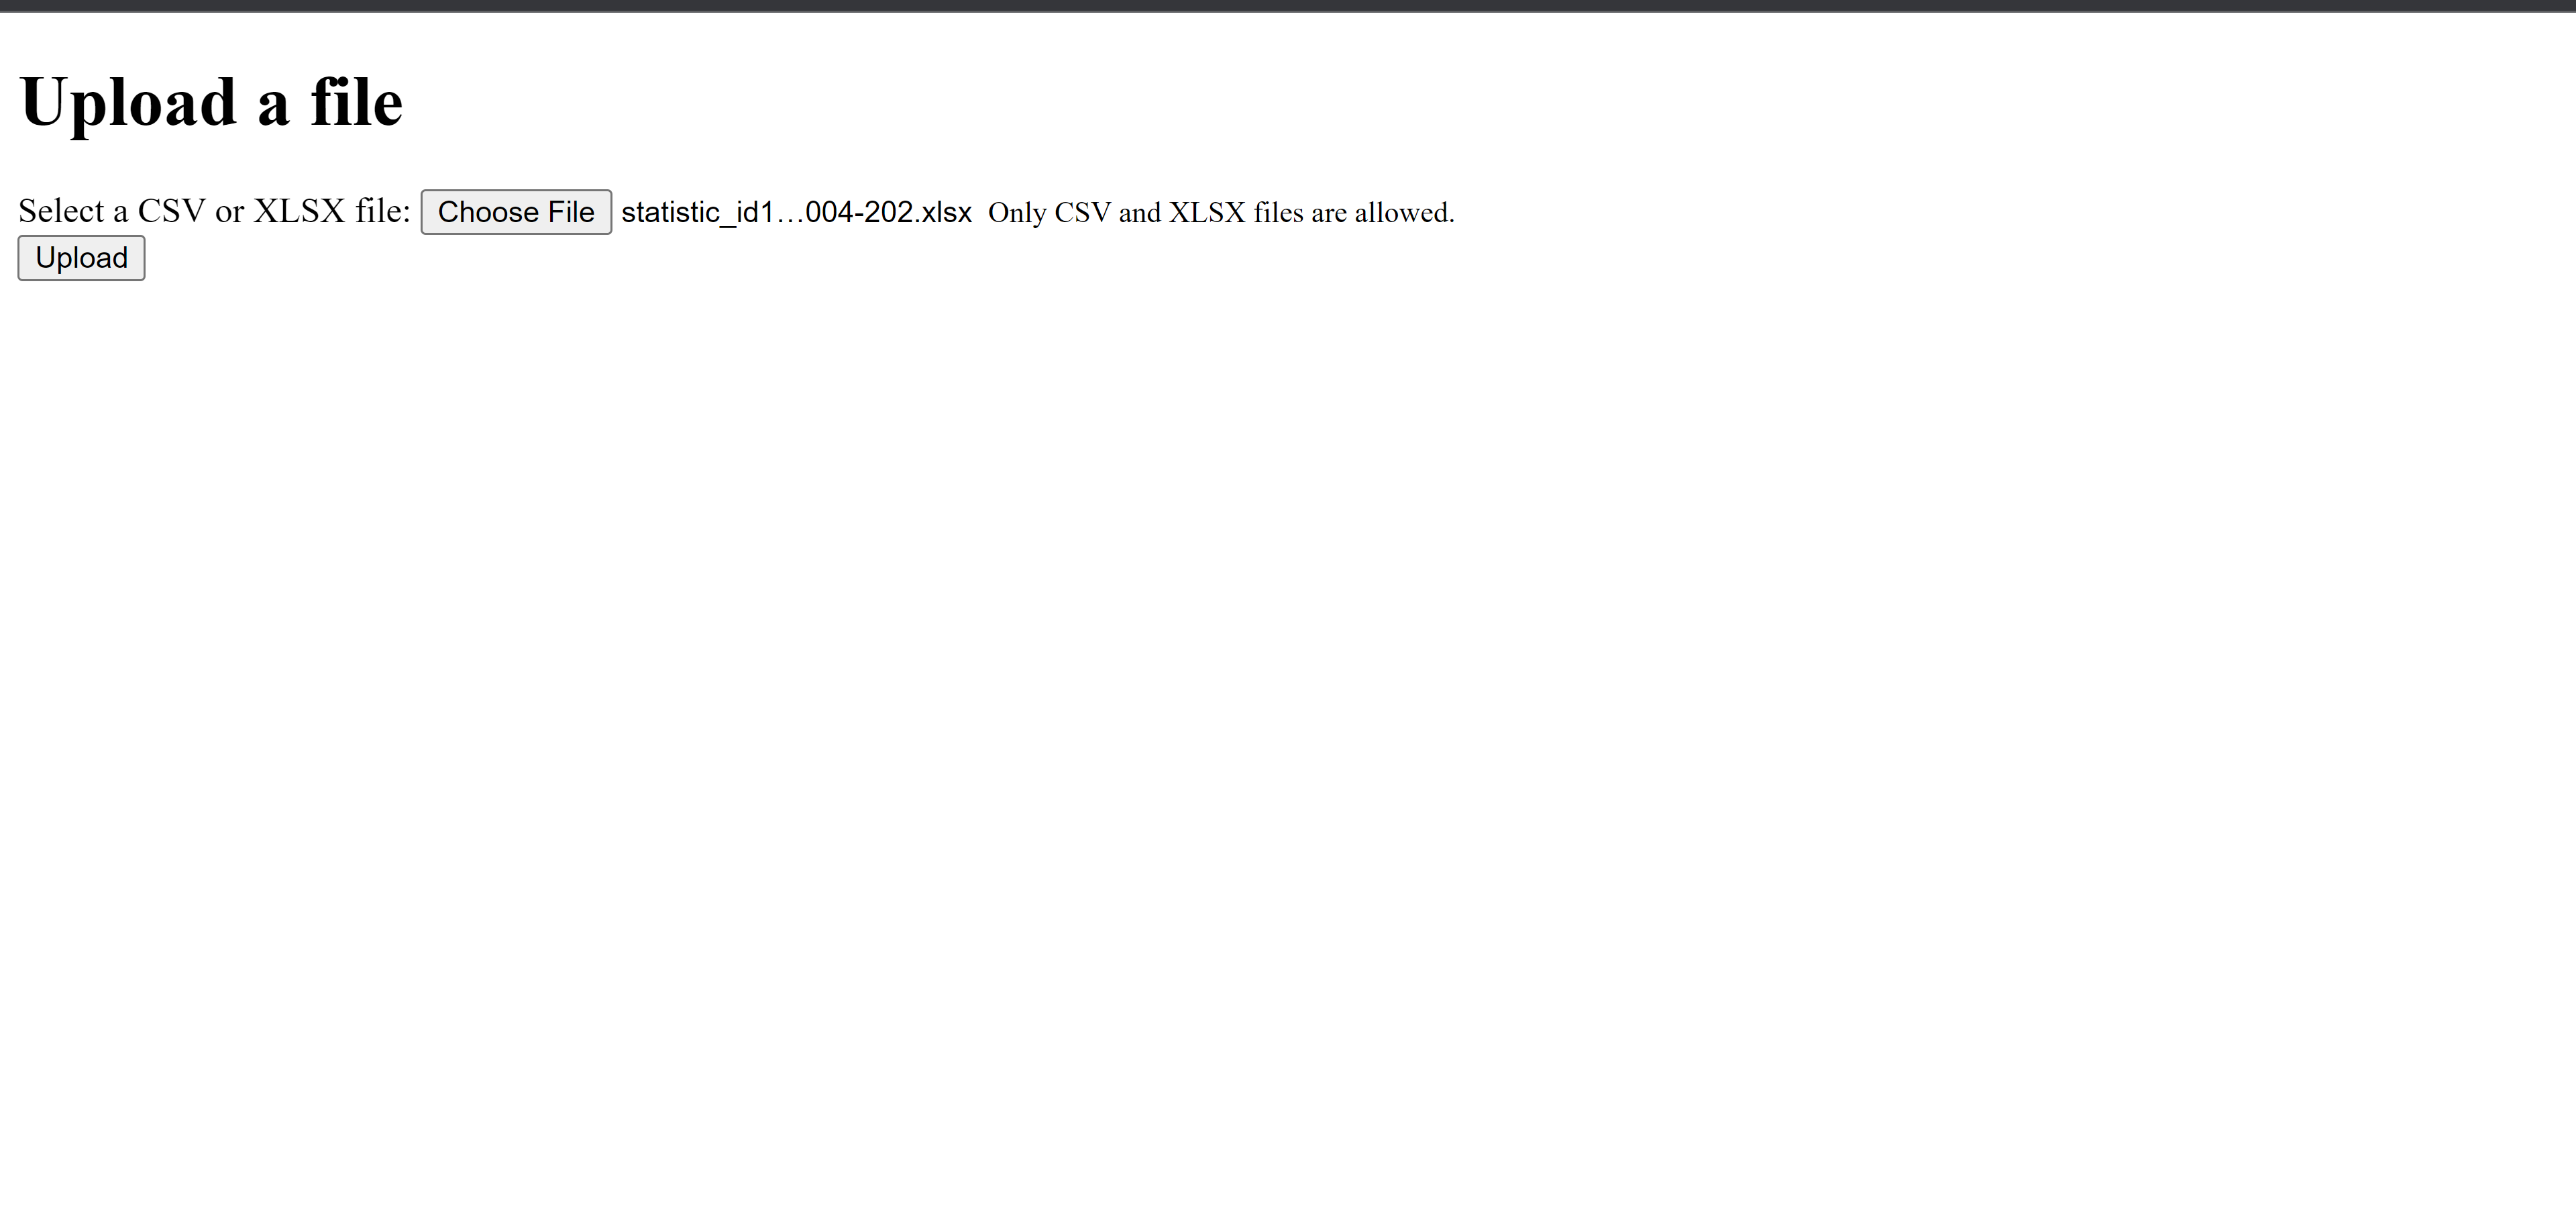 Upload a file
Select a CSV or XLSX file: Choose File statistic_id1...004-202.xlsx Only CSV and XLSX files are allowed.
Upload